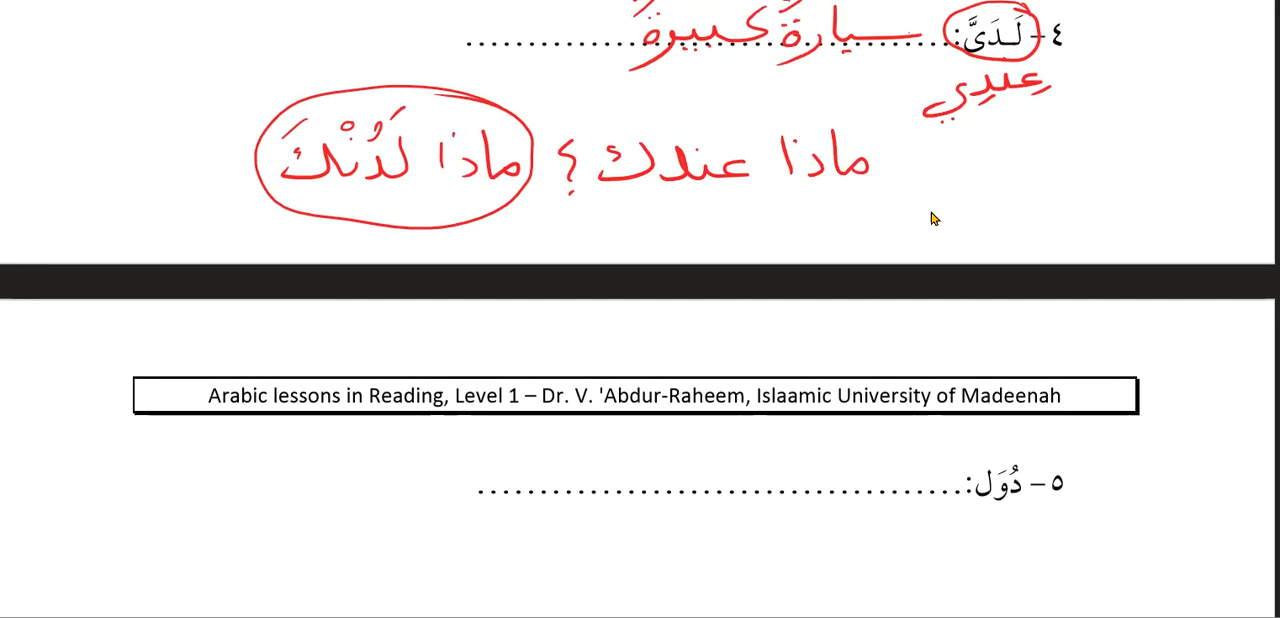 ٤- لَدَىَّ: سيارةٌ كبيرةٌ
عِندِي
ماذا عندك ؟ ماذا لَدُنْكَ
Arabic lessons in Reading, Level 1 – Dr. V. 'Abdur-Raheem, Islaamic University of Madeenah
٥- دُوَل: ......................................